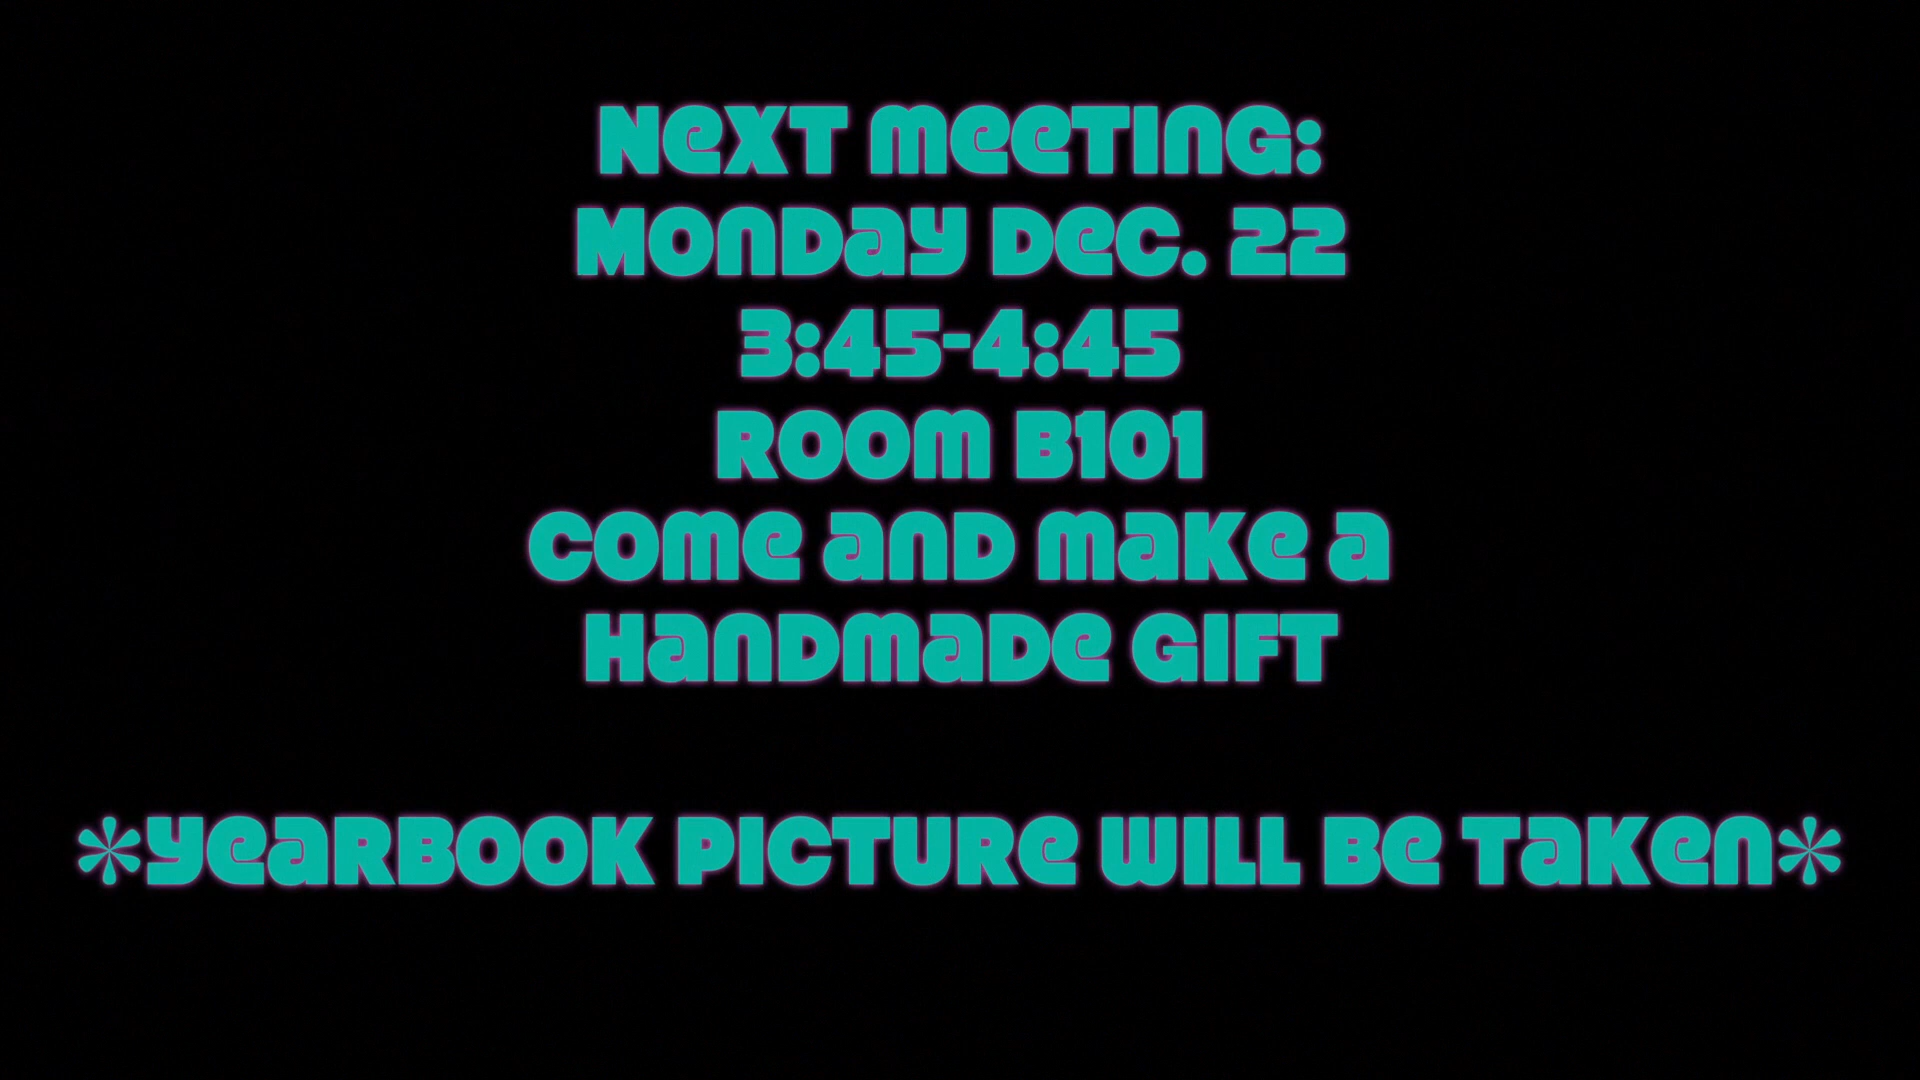 Next meeting:
Monday Dec. 22
3:45-4:45
Room B101
Come and make a
handmade gift
*Yearbook picture will be taken*